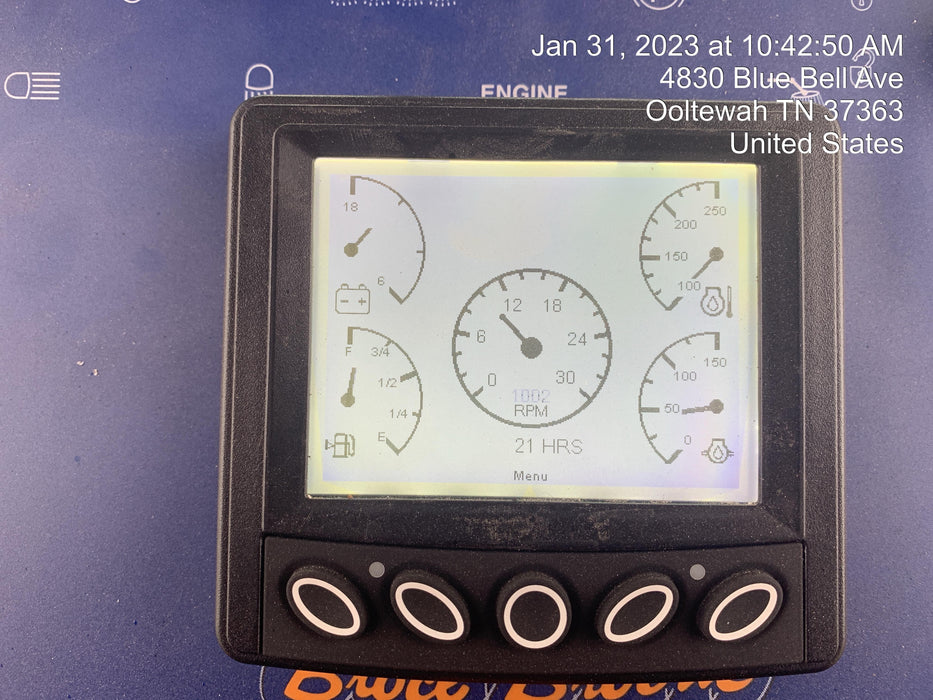 Jan 31, 2023 at 10:42:50 AM
4830 Blue Bell Ave
Ooltewah TN 37363
United States
ENGINE
18
6
250
200
150
100
12 18
6 24
0 30
1002
RPM
F 3/4
1/2
1/4
E
150
100
50
0
21 HRS
Menu